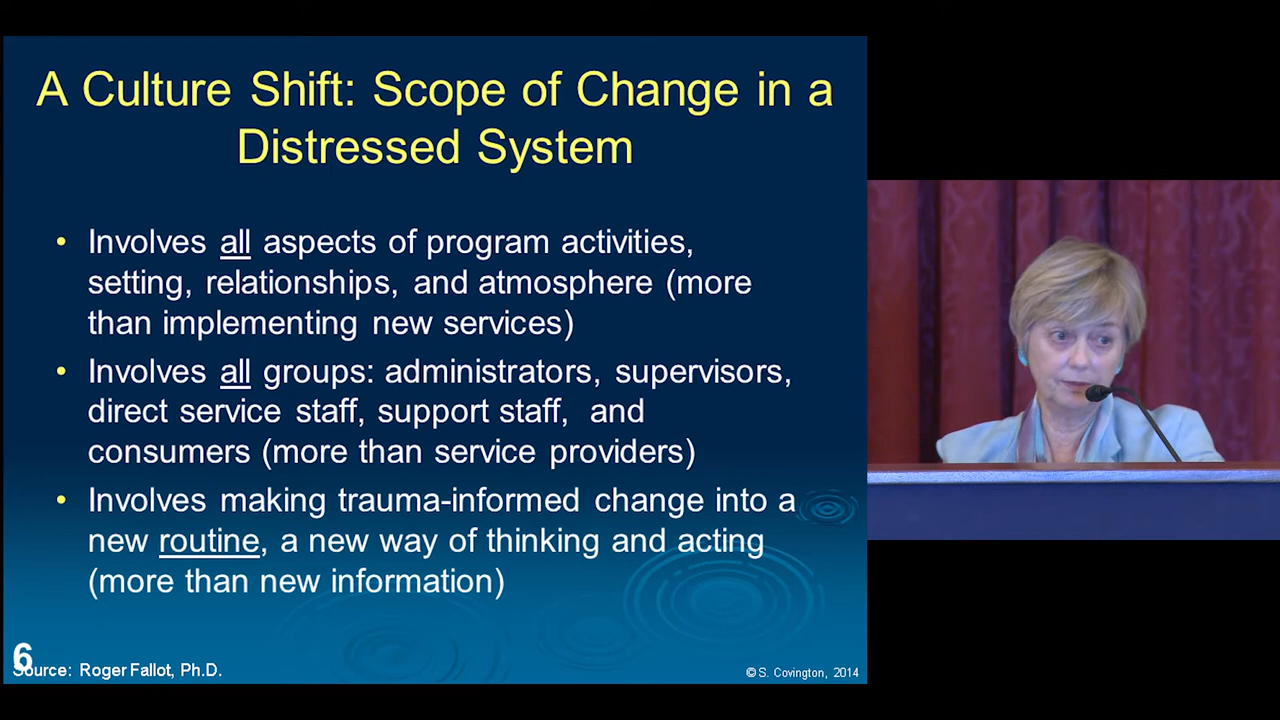 A Culture Shift: Scope of Change in a
Distressed System
• Involves all aspects of program activities,
setting, relationships, and atmosphere (more
than implementing new services)
• Involves all groups: administrators, supervisors,
direct service staff, support staff, and
consumers (more than service providers)
• Involves making trauma-informed change into a
new routine, a new way of thinking and acting
(more than new information)
6
Source: Roger Fallot, Ph.D.
© S. Covington, 2014